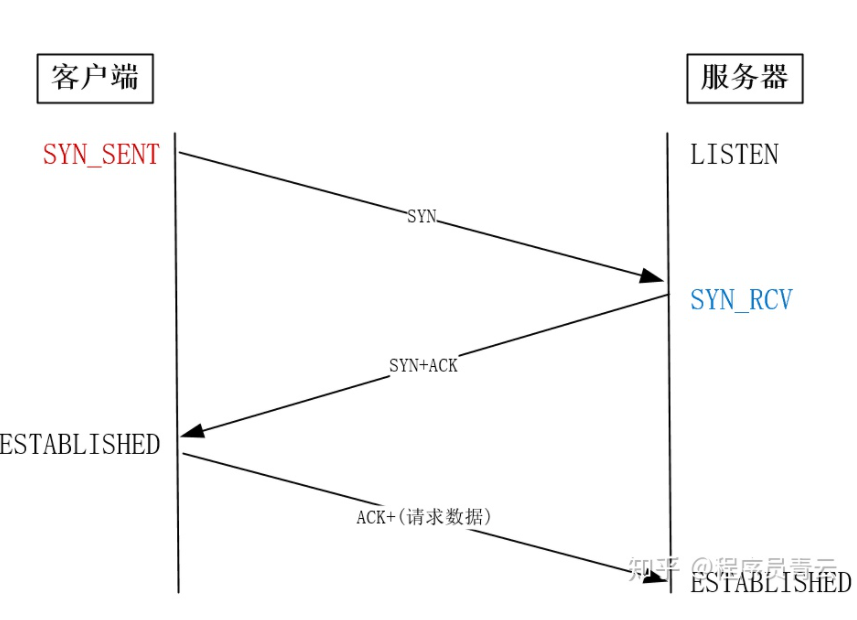 客户端
服务器
SYN_SENT
LISTEN
SYN
SYN_RCV
SYN+ACK
ESTABLISHED
ACK+(请求数据)
知乎 @程序员青云
ESTABLISHED